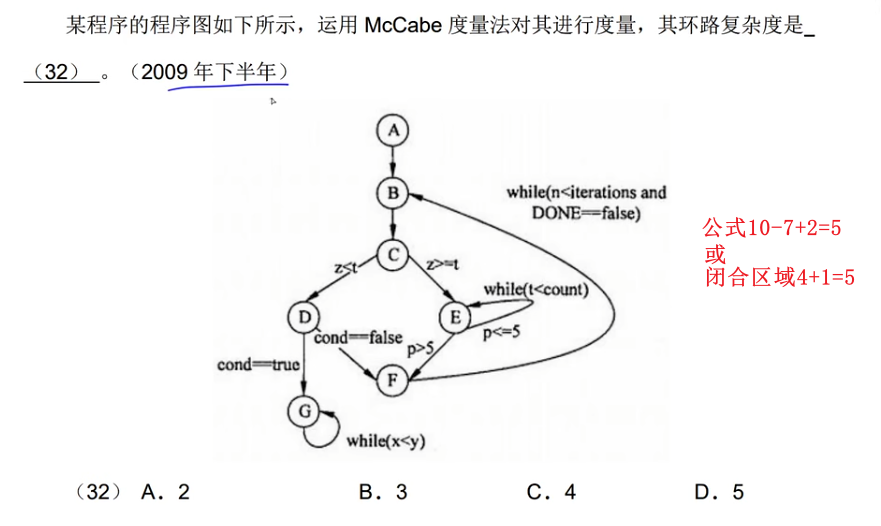 某程序的程序图如下所示，运用 McCabe 度量法对其进行度量，其环路复杂度是_
（32） 。（2009 年下半年）
A
B
while(n<iterations and
DONE==false)
公式10-7+2=5
或
闭合区域4+1=5
C
z<t
z>=t
while(t<count)
D
E
cond==false
p>5
p<=5
cond==true
F
G
while(x<y)
（32） A．2 B．3 C．4 D．5